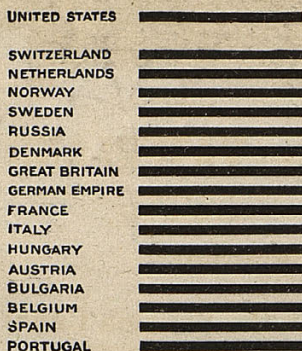 UNITED STATES
SWITZERLAND
NETHERLANDS
NORWAY
SWEDEN
RUSSIA
DENMARK
GREAT BRITAIN
GERMAN EMPIRE
FRANCE
ITALY
HUNGARY
AUSTRIA
BULGARIA
BELGIUM
SPAIN
PORTUGAL